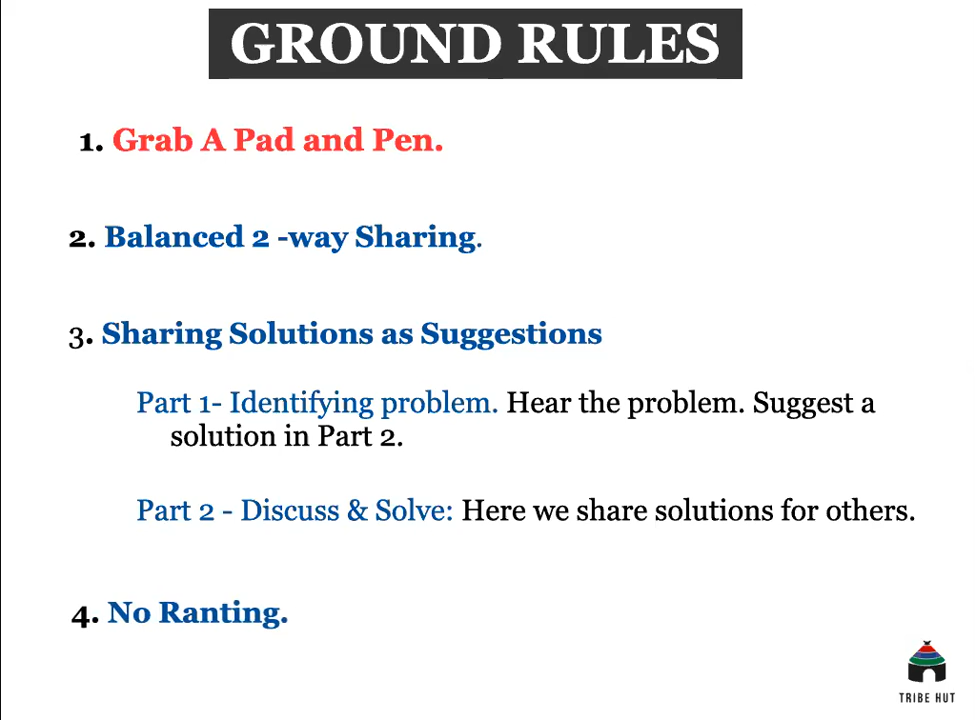 GROUND RULES
1. Grab A Pad and Pen.
2. Balanced 2 -way Sharing.
3. Sharing Solutions as Suggestions
Part 1- Identifying problem. Hear the problem. Suggest a
solution in Part 2.
Part 2 - Discuss & Solve: Here we share solutions for others.
4. No Ranting.
TRIBE HUT